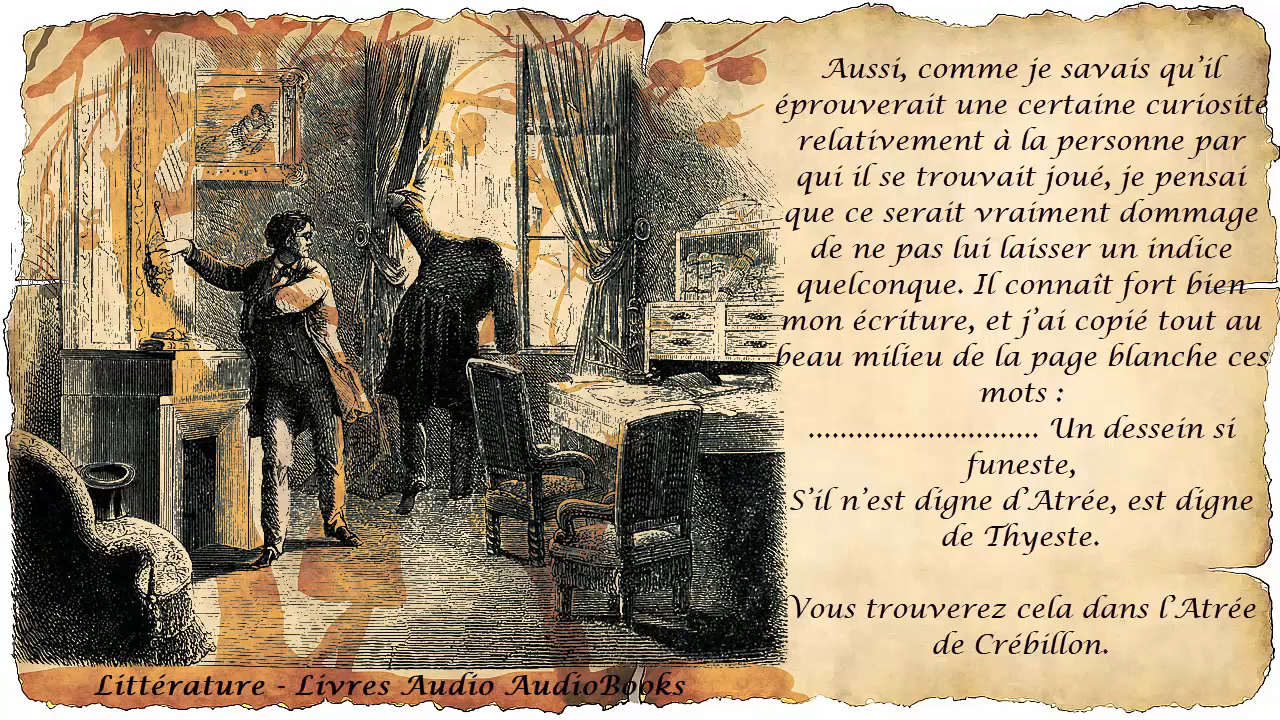 Aussi, comme je savais qu'il
éprouverait une certaine curiosité
relativement à la personne par
qui il se trouvait joué, je pensai
que ce serait vraiment dommage
de ne pas lui laisser un indice
quelconque. Il connaît fort bien
mon écriture, et j'ai copié tout au
beau milieu de la page blanche ces
mots :
............................. Un dessein si
funeste,
S'il n'est digne d'Atrée, est digne
de Thyeste.
Vous trouverez cela dans l'Atrée
de Crébillon.
Littérature - Livres Audio AudioBooks